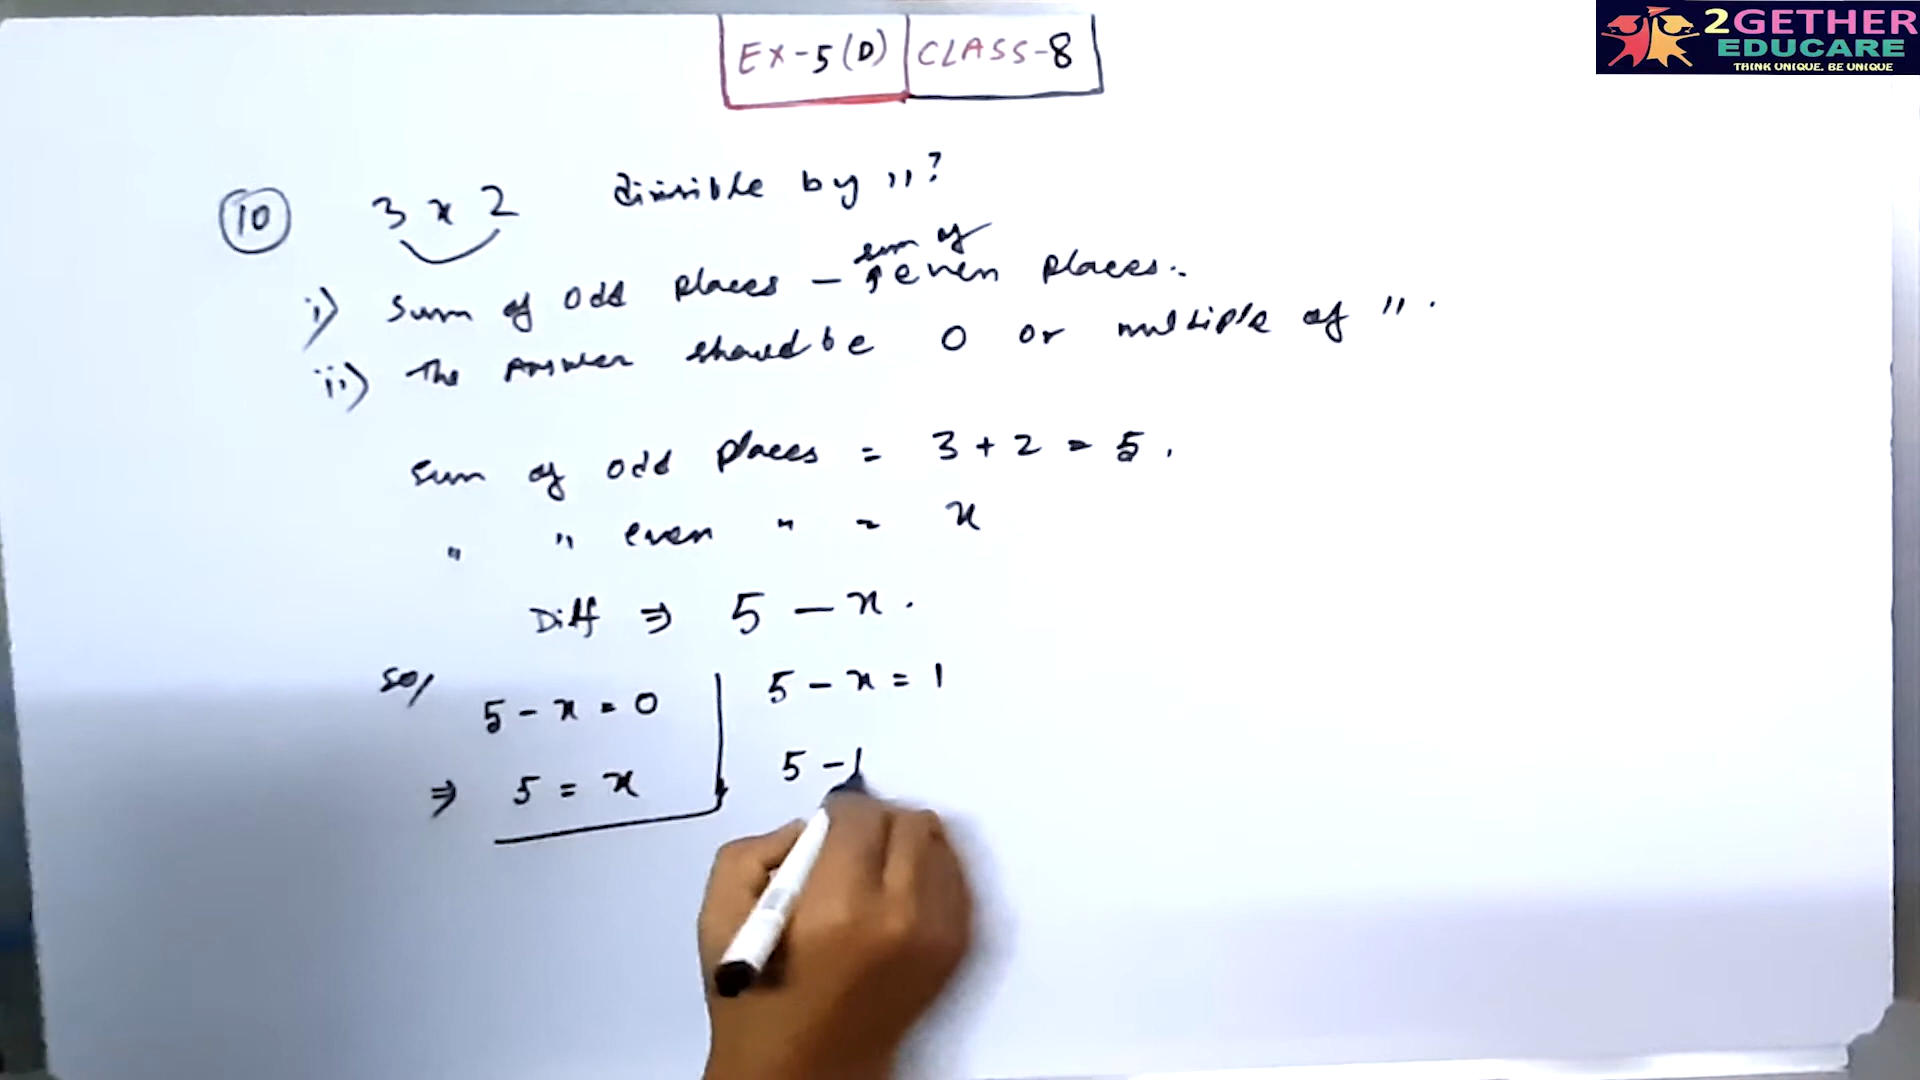 EX-5(D) CLASS-8
2GETHER
EDUCARE
THINK UNIQUE. BE UNIQUE
10 3x2 divisible by 11?
sum of
i) Sum of odd places - ↑ even places..
ii) The Answer should be 0 or multiple of 11.
Sum of odd places = 3 + 2 = 5.
" " even " = x
Diff ⇒ 5 - x.
So,
5 - x = 0
⇒ 5 = x
5 - x = 1
5 - 1